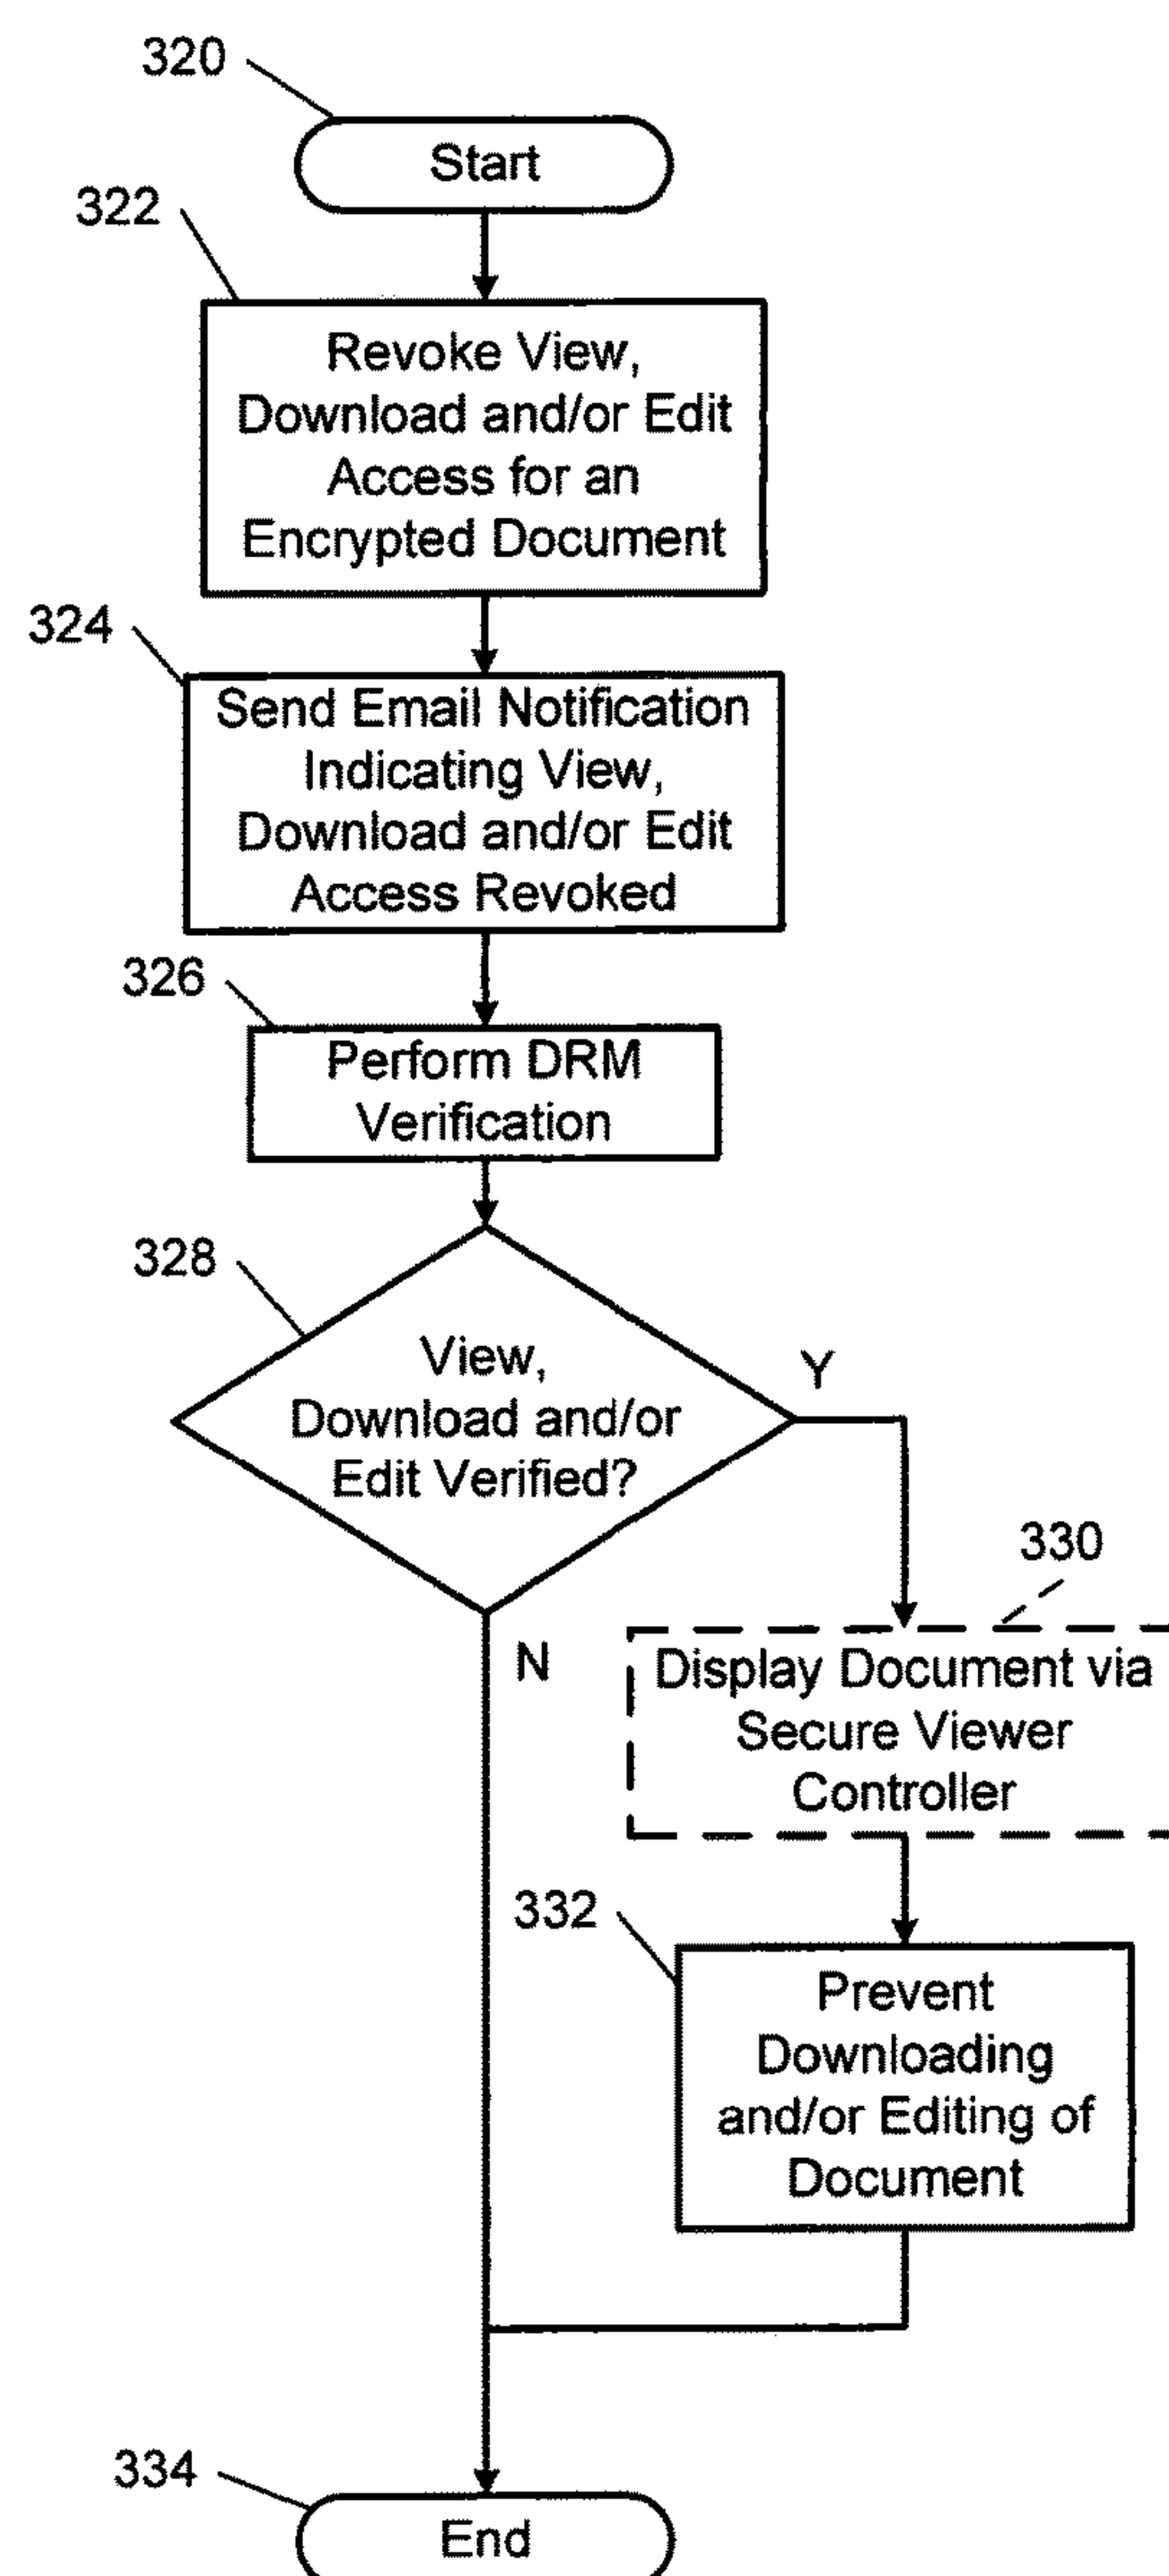 320
Start
322
Revoke View,
Download and/or Edit
Access for an
Encrypted Document
324
Send Email Notification
Indicating View,
Download and/or Edit
Access Revoked
326
Perform DRM
Verification
328
View,
Download and/or
Edit Verified?
Y
N
330
Display Document via
Secure Viewer
Controller
332
Prevent
Downloading
and/or Editing of
Document
334
End